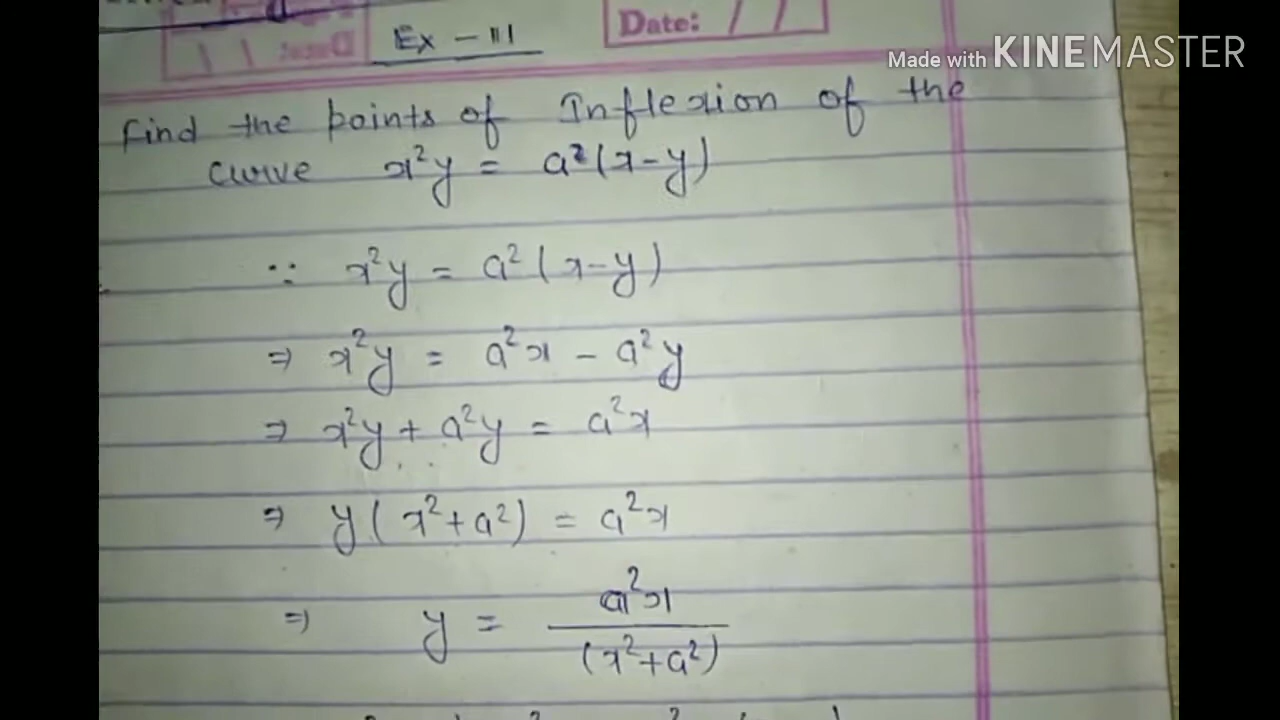 Ex - III
Date: / /
Made with KINEMASTER
Find the points of Inflexion of the
curve x²y = a²(x-y)
∵ x²y = a²(x-y)
⇒ x²y = a²x - a²y
⇒ x²y + a²y = a²x
⇒ y(x²+a²) = a²x
⇒ y = a²x / (x²+a²)